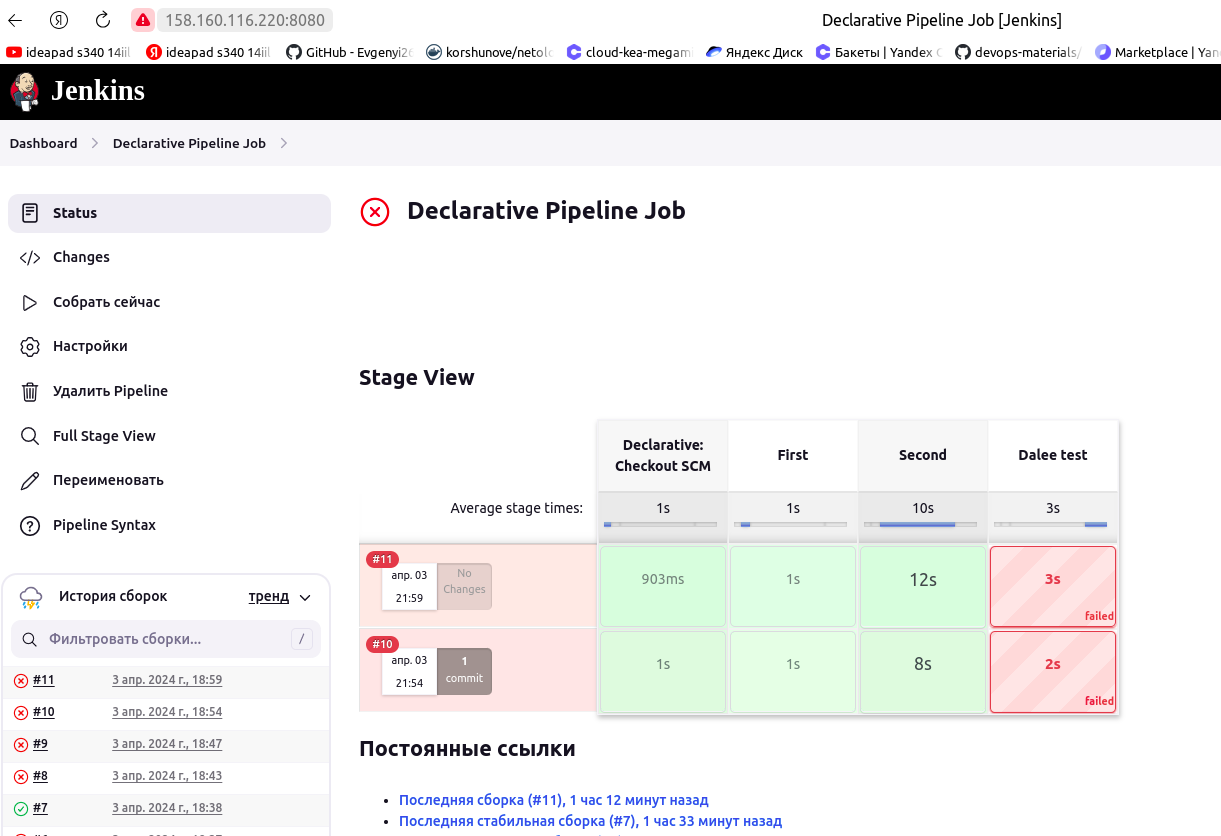 158.160.116.220:8080
Declarative Pipeline Job [Jenkins]
ideapad s340 14iil
ideapad s340 14iil
GitHub - Evgenyi26
korshunove/netolo
cloud-kea-megami
Яндекс Диск
Бакеты | Yandex C
devops-materials/
Marketplace | Yan
Jenkins
Dashboard
Declarative Pipeline Job
Status
Changes
Собрать сейчас
Настройки
Удалить Pipeline
Full Stage View
Переименовать
Pipeline Syntax
История сборок
тренд
Фильтровать сборки...
/
#11
3 апр. 2024 г., 18:59
#10
3 апр. 2024 г., 18:54
#9
3 апр. 2024 г., 18:47
#8
3 апр. 2024 г., 18:43
#7
3 апр. 2024 г., 18:38
Declarative Pipeline Job
Stage View
Declarative:
Checkout SCM
First
Second
Dalee test
Average stage times:
1s
1s
10s
3s
#11
апр. 03
21:59
No
Changes
903ms
1s
12s
3s
failed
#10
апр. 03
21:54
1
commit
1s
1s
8s
2s
failed
Постоянные ссылки
Последняя сборка (#11), 1 час 12 минут назад
Последняя стабильная сборка (#7), 1 час 33 минут назад